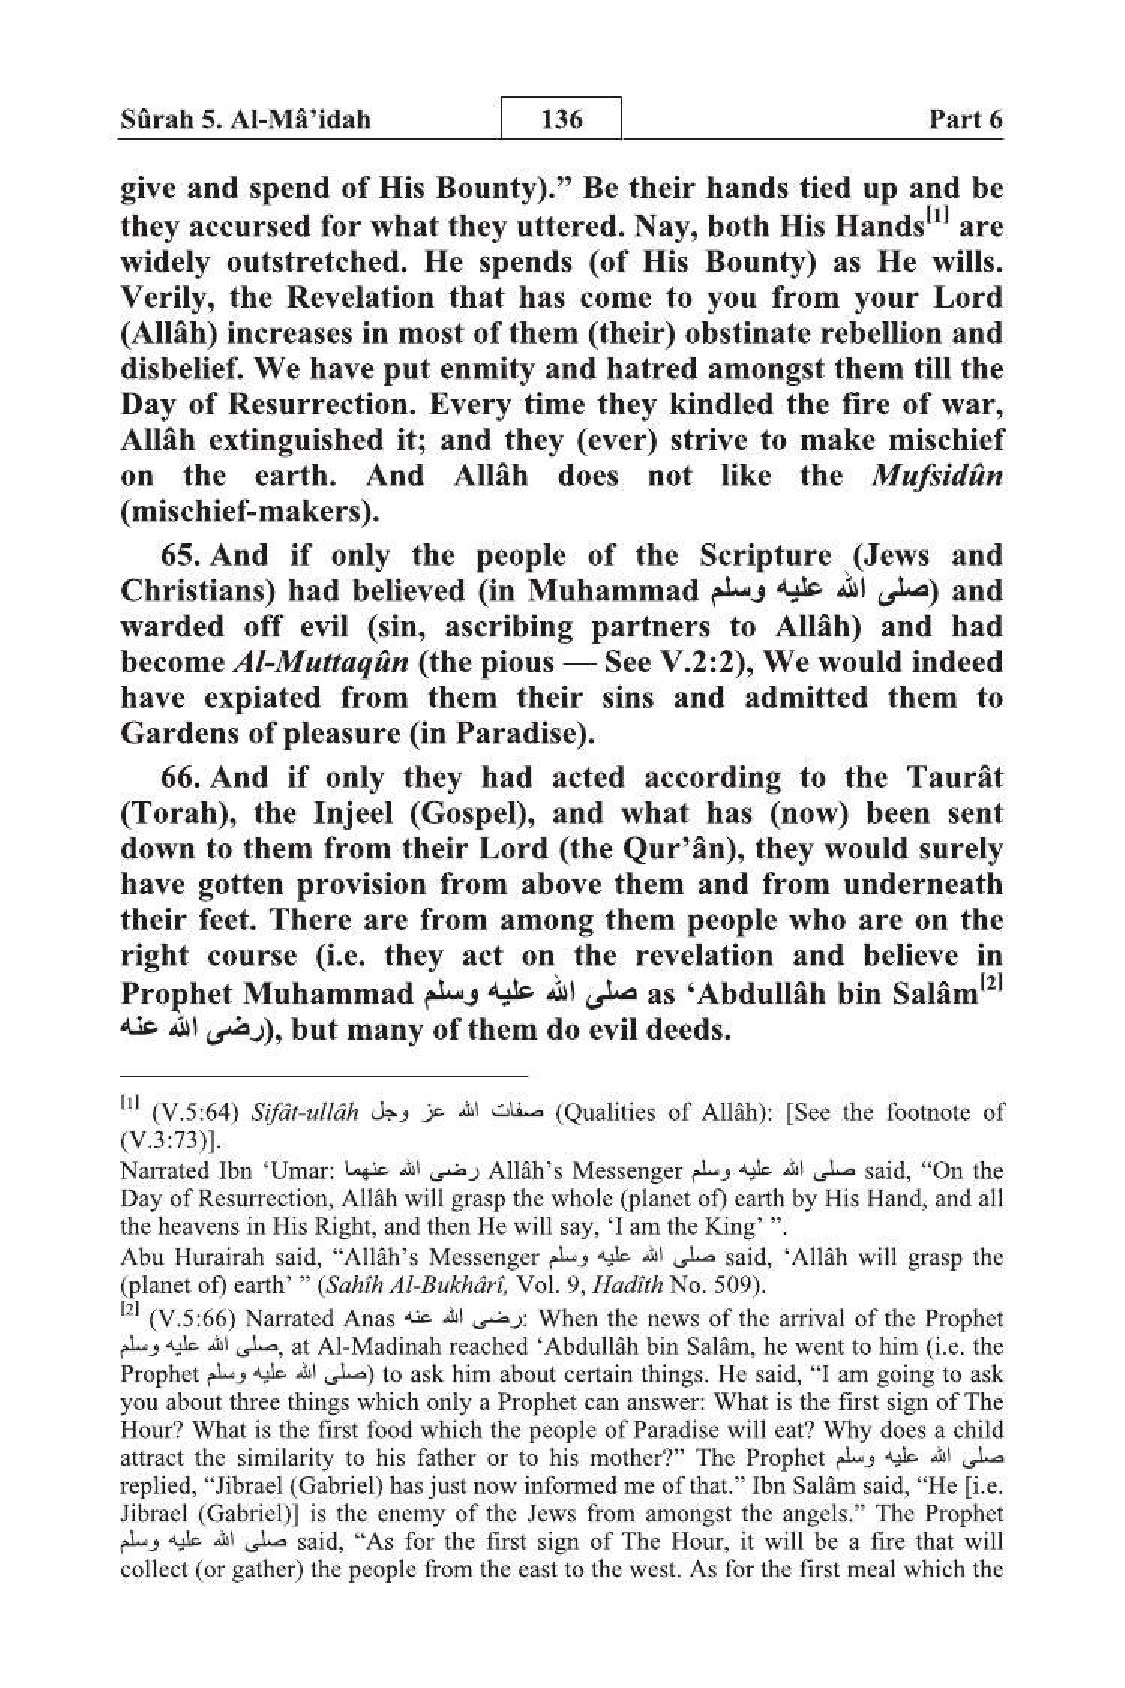 Sûrah 5. Al-Mâ’idah 136 Part 6
give and spend of His Bounty).” Be their hands tied up and be
they accursed for what they uttered. Nay, both His Hands[1] are
widely outstretched. He spends (of His Bounty) as He wills.
Verily, the Revelation that has come to you from your Lord
(Allâh) increases in most of them (their) obstinate rebellion and
disbelief. We have put enmity and hatred amongst them till the
Day of Resurrection. Every time they kindled the fire of war,
Allâh extinguished it; and they (ever) strive to make mischief
on the earth. And Allâh does not like the Mufsidûn
(mischief-makers).
65. And if only the people of the Scripture (Jews and
Christians) had believed (in Muhammad صلى الله عليه وسلم) and
warded off evil (sin, ascribing partners to Allâh) and had
become Al-Muttaqûn (the pious — See V.2:2), We would indeed
have expiated from them their sins and admitted them to
Gardens of pleasure (in Paradise).
66. And if only they had acted according to the Taurât
(Torah), the Injeel (Gospel), and what has (now) been sent
down to them from their Lord (the Qur’ân), they would surely
have gotten provision from above them and from underneath
their feet. There are from among them people who are on the
right course (i.e. they act on the revelation and believe in
Prophet Muhammad صلى الله عليه وسلم as ‘Abdullâh bin Salâm[2]
رضى الله عنه), but many of them do evil deeds.
[1] (V.5:64) Sifât-ullâh صفات الله عز وجل (Qualities of Allâh): [See the footnote of
(V.3:73)].
Narrated Ibn ‘Umar: رضى الله عنهما Allâh’s Messenger صلى الله عليه وسلم said, “On the
Day of Resurrection, Allâh will grasp the whole (planet of) earth by His Hand, and all
the heavens in His Right, and then He will say, ‘I am the King’ ”.
Abu Hurairah said, “Allâh’s Messenger صلى الله عليه وسلم said, ‘Allâh will grasp the
(planet of) earth’ ” (Sahîh Al-Bukhârî, Vol. 9, Hadîth No. 509).
[2] (V.5:66) Narrated Anas رضى الله عنه: When the news of the arrival of the Prophet
صلى الله عليه وسلم, at Al-Madinah reached ‘Abdullâh bin Salâm, he went to him (i.e. the
Prophet صلى الله عليه وسلم) to ask him about certain things. He said, “I am going to ask
you about three things which only a Prophet can answer: What is the first sign of The
Hour? What is the first food which the people of Paradise will eat? Why does a child
attract the similarity to his father or to his mother?” The Prophet صلى الله عليه وسلم
replied, “Jibrael (Gabriel) has just now informed me of that.” Ibn Salâm said, “He [i.e.
Jibrael (Gabriel)] is the enemy of the Jews from amongst the angels.” The Prophet
صلى الله عليه وسلم said, “As for the first sign of The Hour, it will be a fire that will
collect (or gather) the people from the east to the west. As for the first meal which the